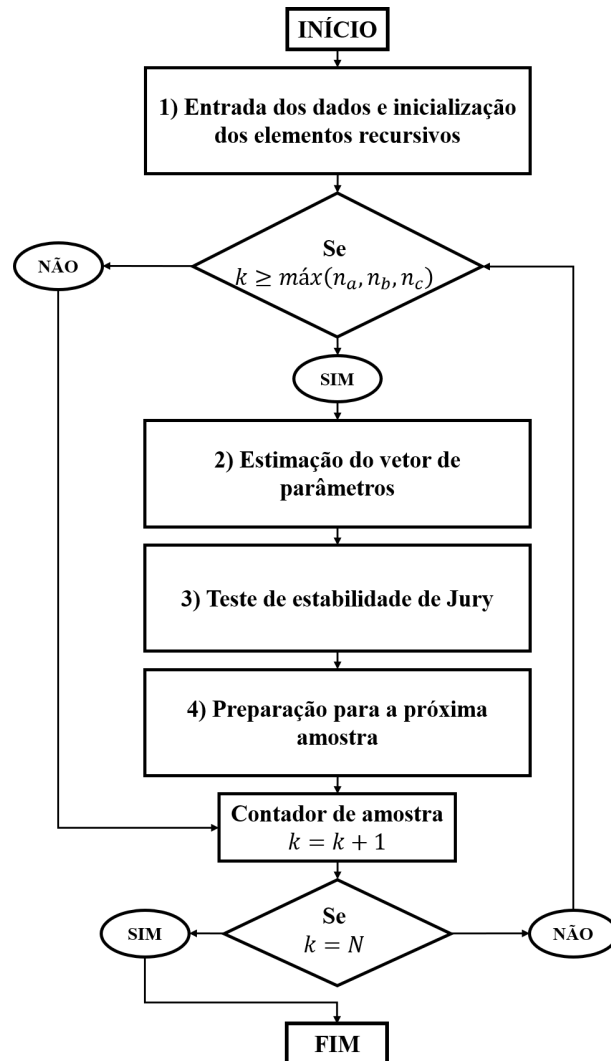 INÍCIO
1) Entrada dos dados e inicialização
dos elementos recursivos
Se
k ≥ máx(n_a, n_b, n_c)
NÃO
SIM
2) Estimação do vetor de
parâmetros
3) Teste de estabilidade de Jury
4) Preparação para a próxima
amostra
Contador de amostra
k = k + 1
Se
k = N
SIM
NÃO
FIM